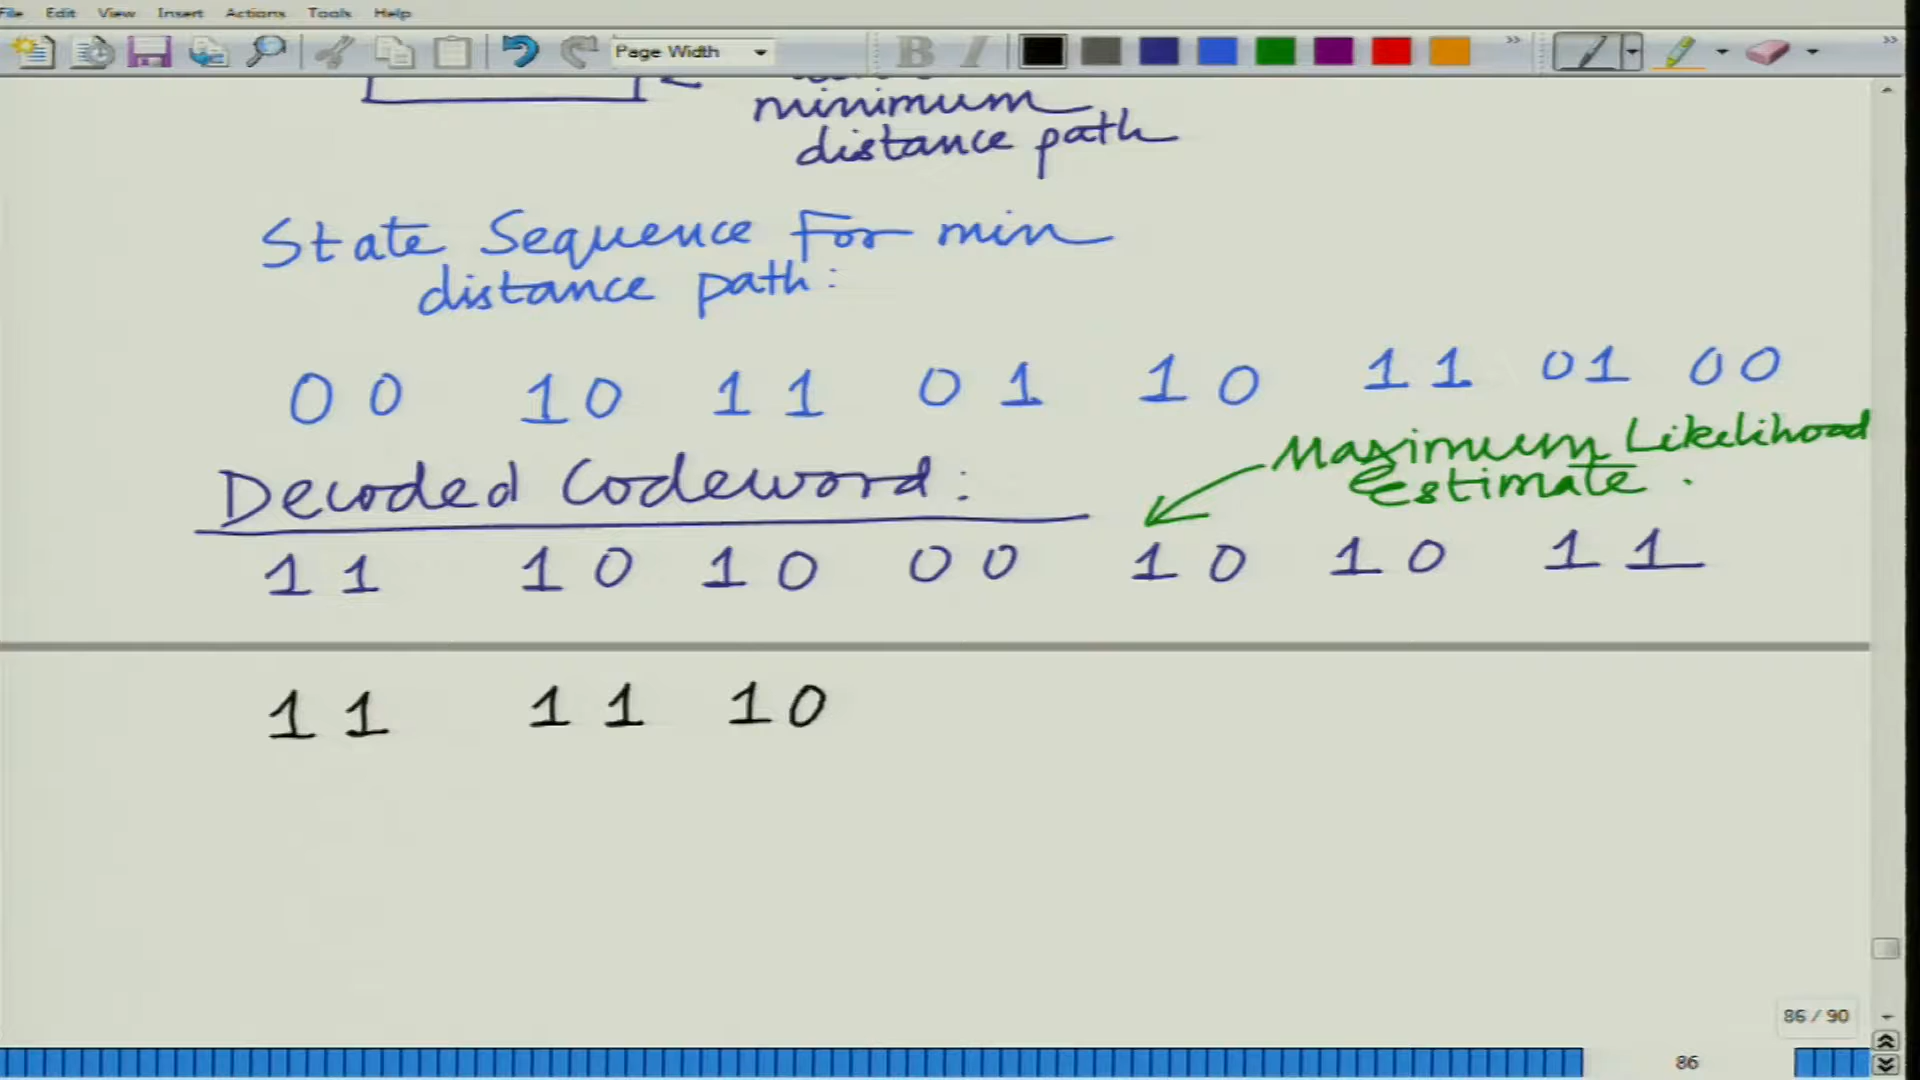 File Edit View Insert Actions Tools Help
Page Width
B I
minimum
distance path
State Sequence For min
distance path:
00 10 11 01 10 11 01 00
Maximum Likelihood
Estimate.
Decoded Codeword:
11 10 10 00 10 10 11
11 11 10
86 / 90
86